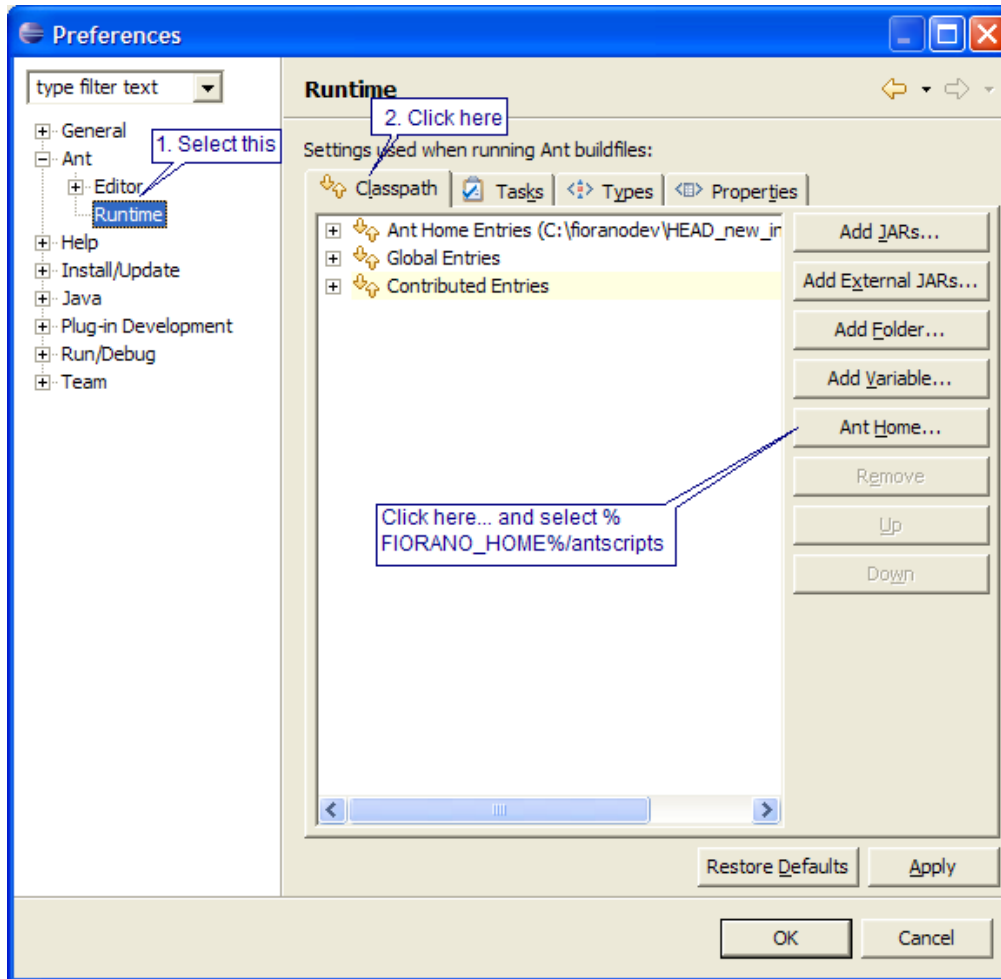 Preferences
type filter text
General
Ant
Editor
Runtime
Help
Install/Update
Java
Plug-in Development
Run/Debug
Team
1. Select this
Runtime
2. Click here
Settings used when running Ant buildfiles:
Classpath
Tasks
Types
Properties
Ant Home Entries (C:\fioranodev\HEAD_new_in
Global Entries
Contributed Entries
Add JARs...
Add External JARs...
Add Folder...
Add Variable...
Ant Home...
Remove
Up
Down
Click here... and select %
FIORANO_HOME%/antscripts
Restore Defaults
Apply
OK
Cancel